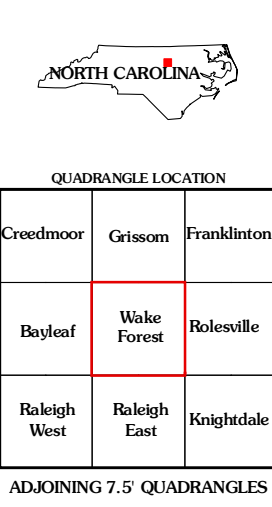 NORTH CAROLINA
QUADRANGLE LOCATION
Creedmoor
Grissom
Franklinton
Bayleaf
Wake
Forest
Rolesville
Raleigh
West
Raleigh
East
Knightdale
ADJOINING 7.5' QUADRANGLES